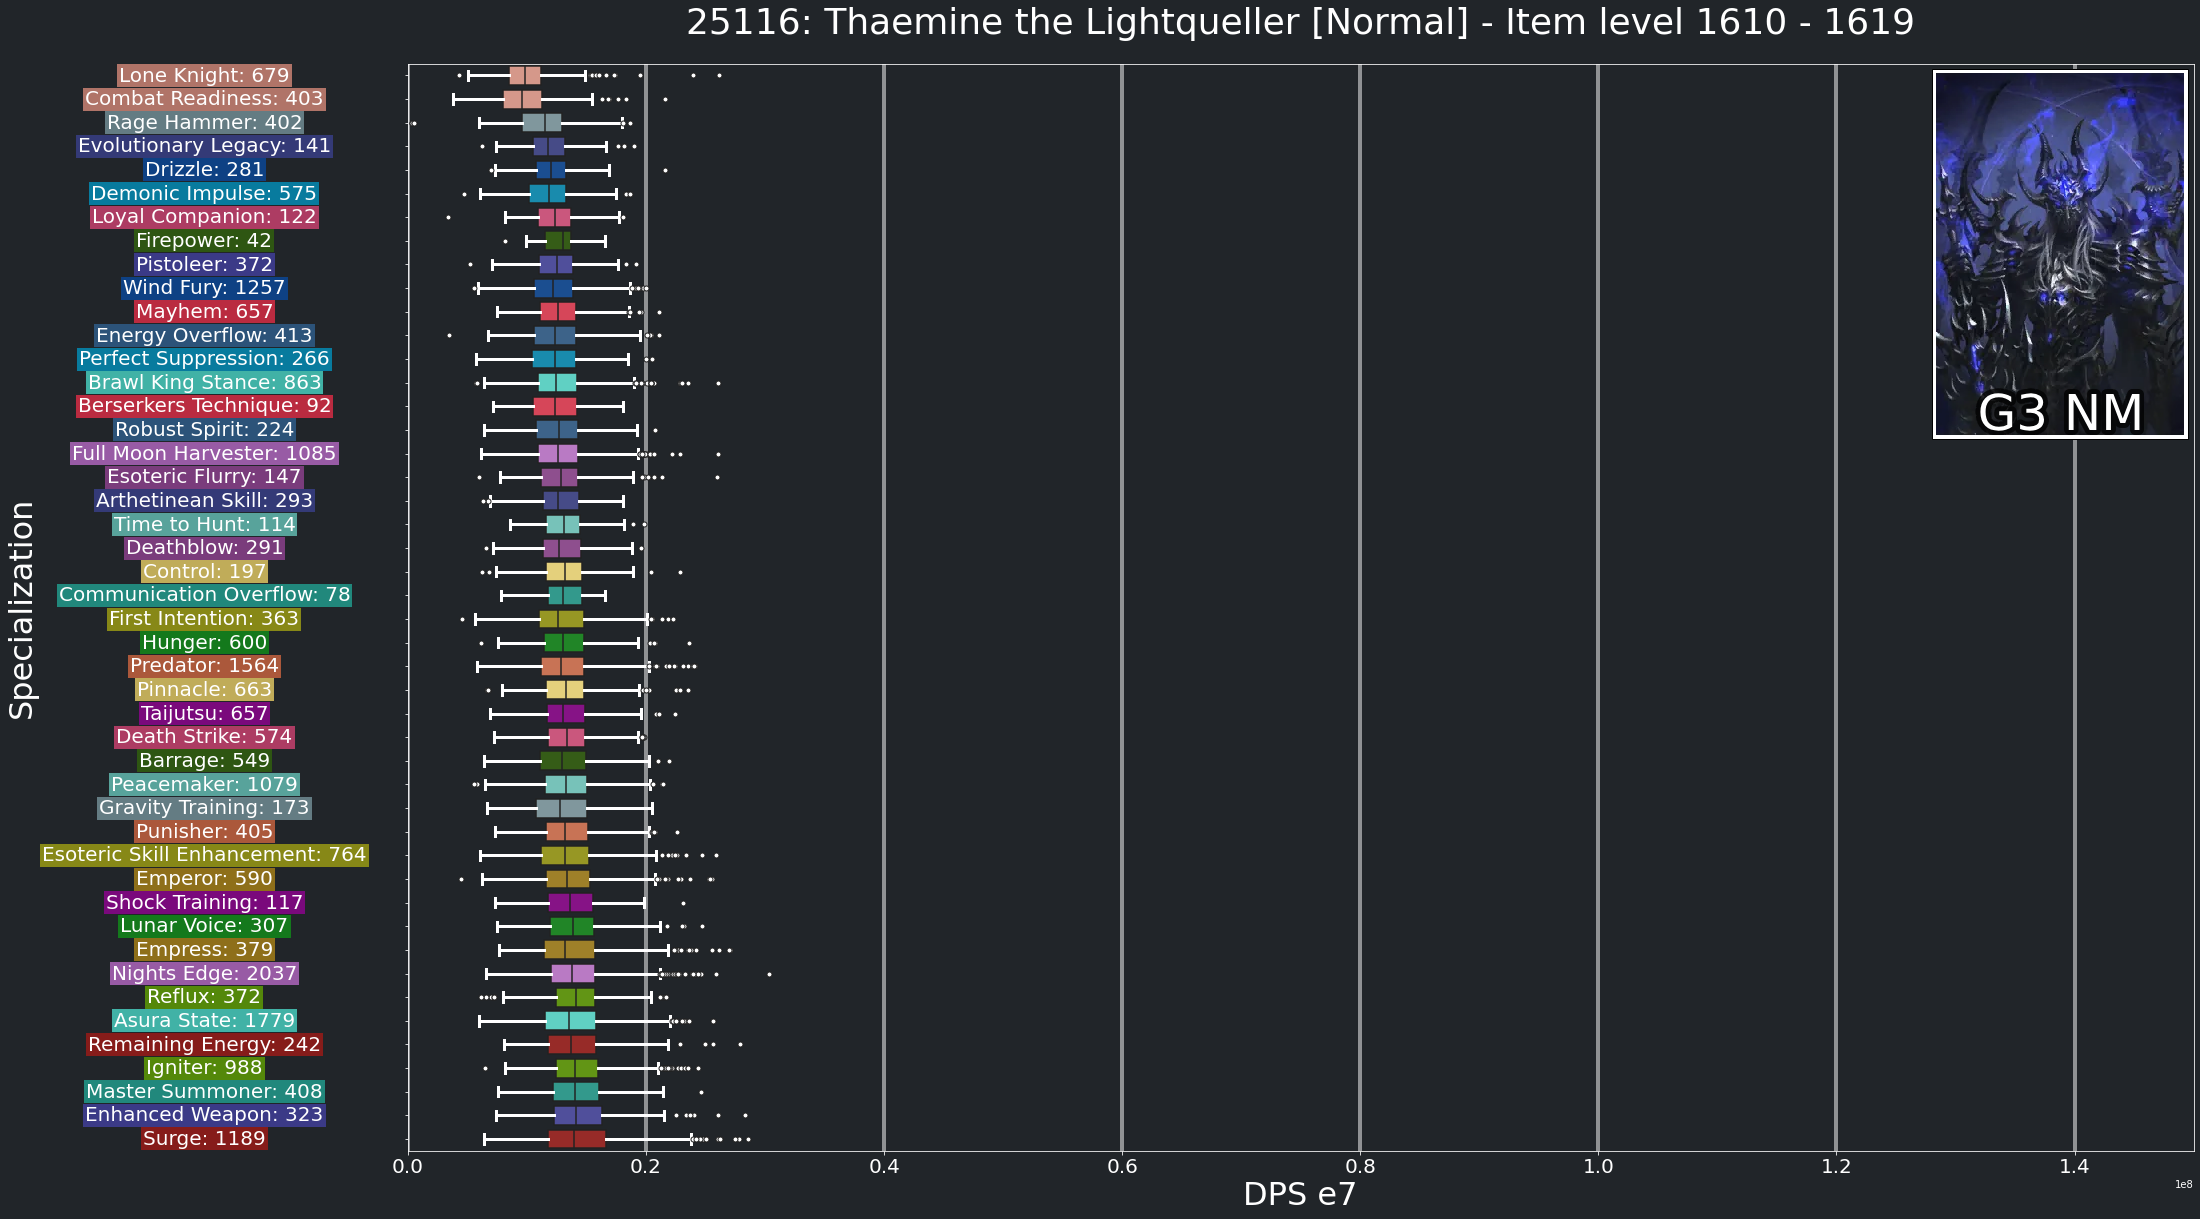 25116: Thaemine the Lightqueller [Normal] - Item level 1610 - 1619
Lone Knight: 679
Combat Readiness: 403
Rage Hammer: 402
Evolutionary Legacy: 141
Drizzle: 281
Demonic Impulse: 575
Loyal Companion: 122
Firepower: 42
Pistoleer: 372
Wind Fury: 1257
Mayhem: 657
Energy Overflow: 413
Perfect Suppression: 266
Brawl King Stance: 863
Berserkers Technique: 92
Robust Spirit: 224
Full Moon Harvester: 1085
Esoteric Flurry: 147
Arthetinean Skill: 293
Time to Hunt: 114
Deathblow: 291
Control: 197
Communication Overflow: 78
First Intention: 363
Hunger: 600
Predator: 1564
Pinnacle: 663
Taijutsu: 657
Death Strike: 574
Barrage: 549
Peacemaker: 1079
Gravity Training: 173
Punisher: 405
Esoteric Skill Enhancement: 764
Emperor: 590
Shock Training: 117
Lunar Voice: 307
Empress: 379
Nights Edge: 2037
Reflux: 372
Asura State: 1779
Remaining Energy: 242
Igniter: 988
Master Summoner: 408
Enhanced Weapon: 323
Surge: 1189
Specialization
G3 NM
0.0 0.2 0.4 0.6 0.8 1.0 1.2 1.4
1e8
DPS e7